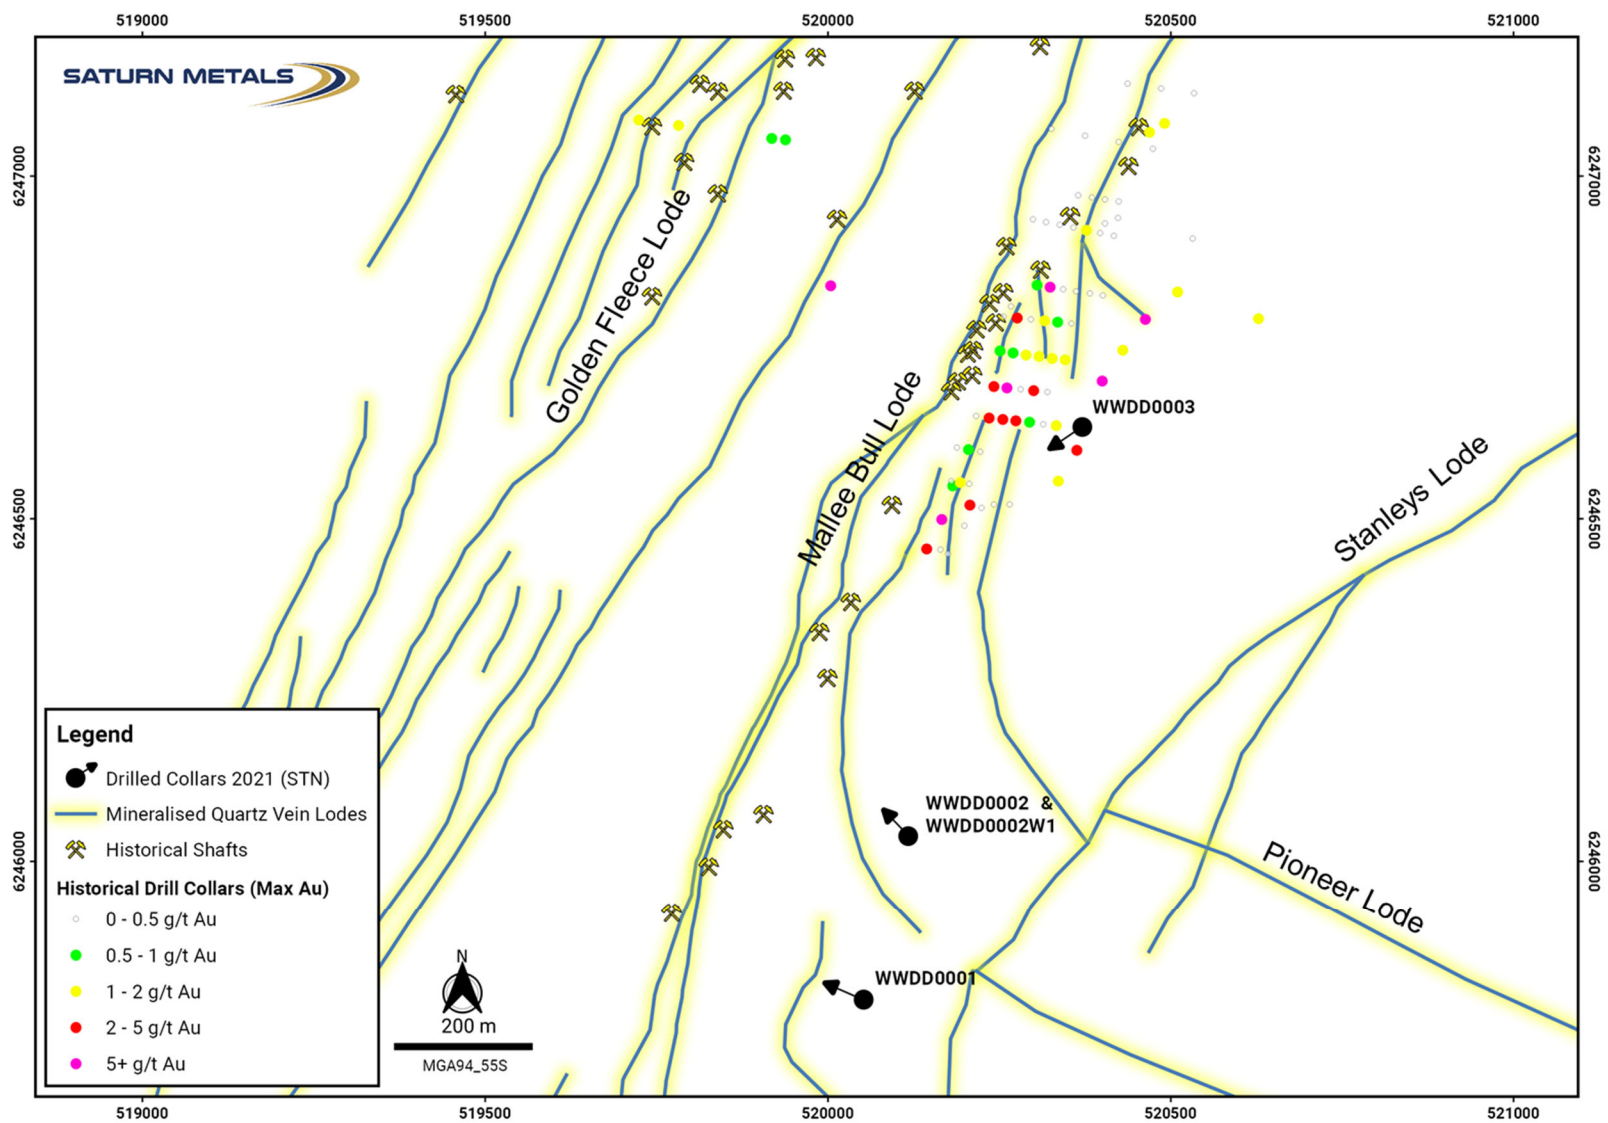 519000 519500 520000 520500 521000
SATURN METALS
6247000
6247000
Golden Fleece Lode
Mallee Bull Lode
WWDD0003
Stanleys Lode
6246500
6246500
WWDD0002 &
WWDD0002W1
Pioneer Lode
6246000
6246000
WWDD0001
Legend
Drilled Collars 2021 (STN)
Mineralised Quartz Vein Lodes
Historical Shafts
Historical Drill Collars (Max Au)
0 - 0.5 g/t Au
0.5 - 1 g/t Au
1 - 2 g/t Au
2 - 5 g/t Au
5+ g/t Au
N
200 m
MGA94_55S
519000 519500 520000 520500 521000